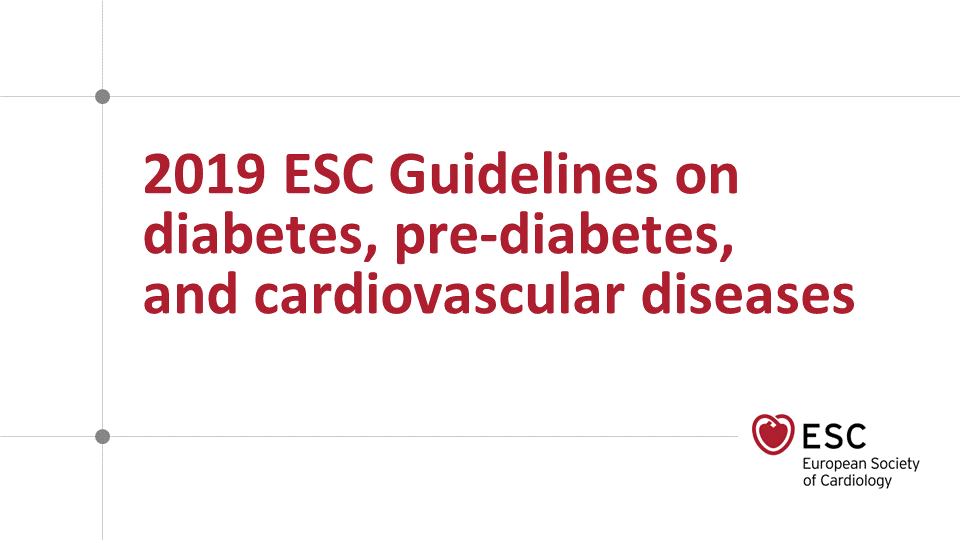 2019 ESC Guidelines on
diabetes, pre-diabetes,
and cardiovascular diseases
ESC
European Society
of Cardiology